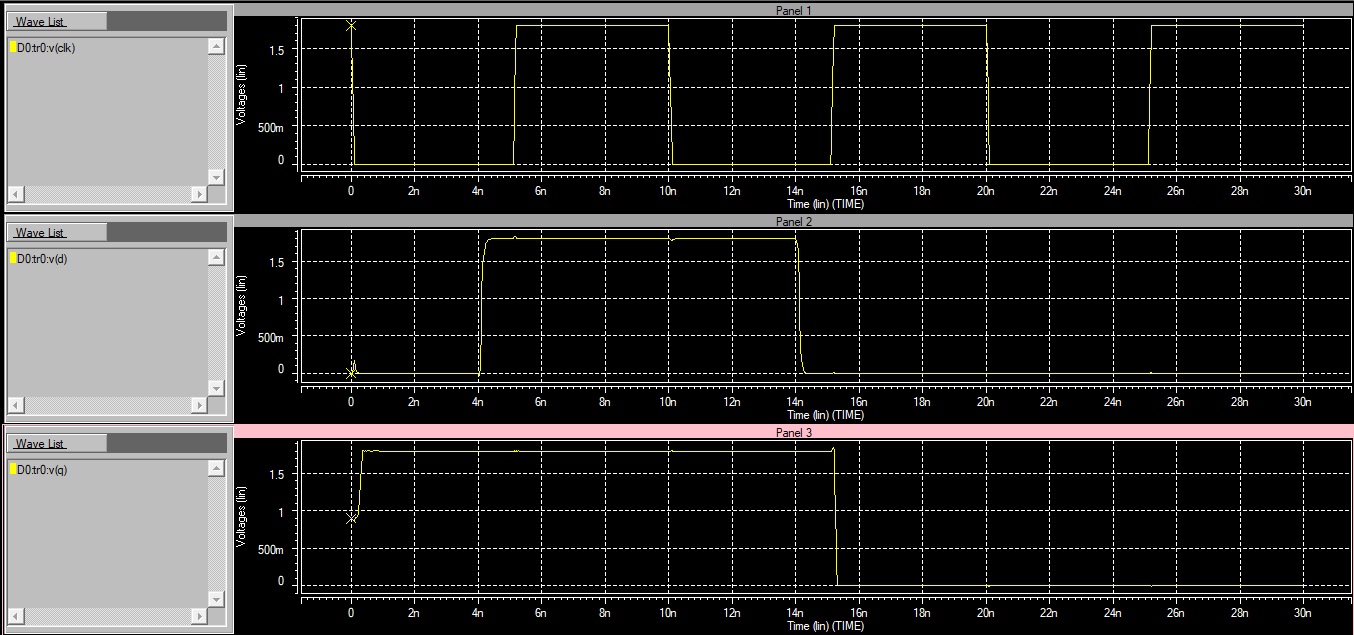 Panel 1
Wave List
D0:tr0:v(clk)
Voltages (lin)
1.5
1
500m
0
0 2n 4n 6n 8n 10n 12n 14n 16n 18n 20n 22n 24n 26n 28n 30n
Time (lin) (TIME)
Panel 2
Wave List
D0:tr0:v(d)
Voltages (lin)
1.5
1
500m
0
0 2n 4n 6n 8n 10n 12n 14n 16n 18n 20n 22n 24n 26n 28n 30n
Time (lin) (TIME)
Panel 3
Wave List
D0:tr0:v(q)
Voltages (lin)
1.5
1
500m
0
0 2n 4n 6n 8n 10n 12n 14n 16n 18n 20n 22n 24n 26n 28n 30n
Time (lin) (TIME)